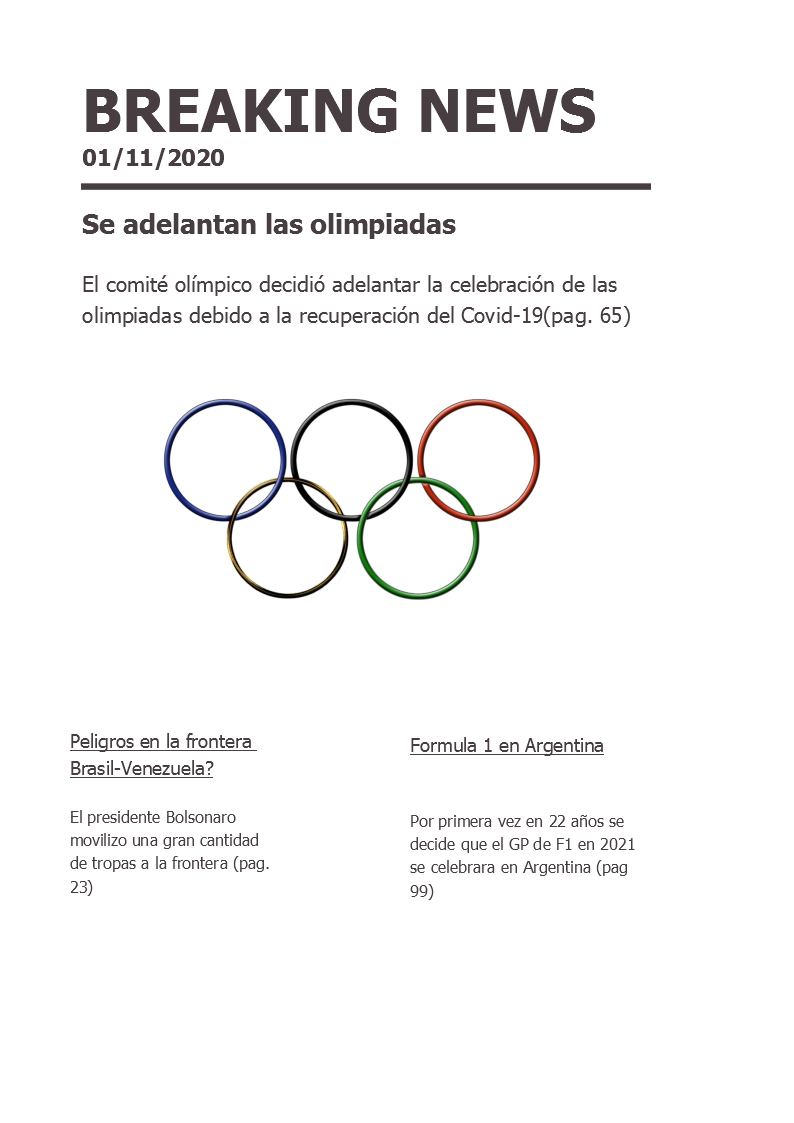 BREAKING NEWS
01/11/2020
Se adelantan las olimpiadas
El comité olímpico decidió adelantar la celebración de las
olimpiadas debido a la recuperación del Covid-19(pag. 65)
Peligros en la frontera
Brasil-Venezuela?
El presidente Bolsonaro
movilizo una gran cantidad
de tropas a la frontera (pag.
23)
Formula 1 en Argentina
Por primera vez en 22 años se
decide que el GP de F1 en 2021
se celebrara en Argentina (pag
99)